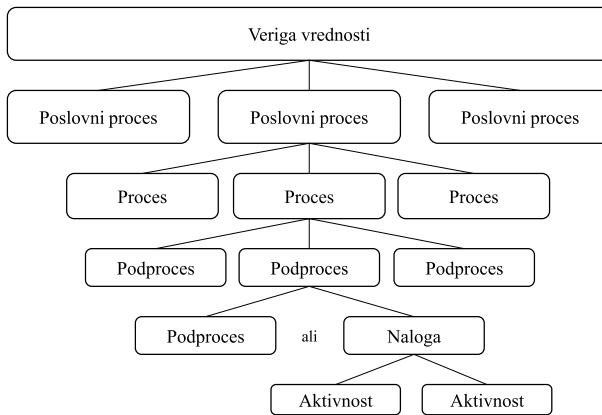 Veriga vrednosti
Poslovni proces Poslovni proces Poslovni proces
Proces Proces Proces
Podproces Podproces Podproces
Podproces ali Naloga
Aktivnost Aktivnost